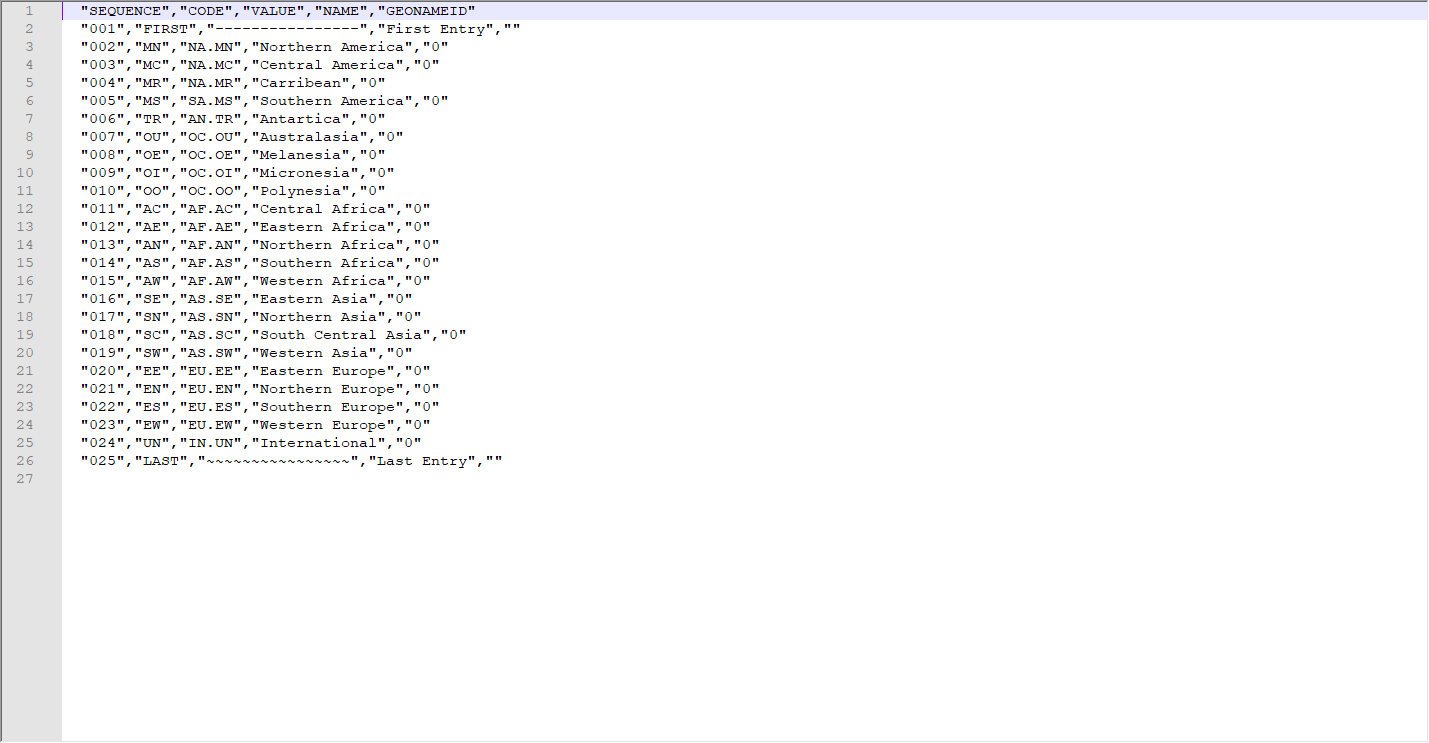 1 "SEQUENCE","CODE","VALUE","NAME","GEONAMEID"
2 "001","FIRST","----------------","First Entry",""
3 "002","MN","NA.MN","Northern America","0"
4 "003","MC","NA.MC","Central America","0"
5 "004","MR","NA.MR","Carribean","0"
6 "005","MS","SA.MS","Southern America","0"
7 "006","TR","AN.TR","Antartica","0"
8 "007","OU","OC.OU","Australasia","0"
9 "008","OE","OC.OE","Melanesia","0"
10 "009","OI","OC.OI","Micronesia","0"
11 "010","OO","OC.OO","Polynesia","0"
12 "011","AC","AF.AC","Central Africa","0"
13 "012","AE","AF.AE","Eastern Africa","0"
14 "013","AN","AF.AN","Northern Africa","0"
15 "014","AS","AF.AS","Southern Africa","0"
16 "015","AW","AF.AW","Western Africa","0"
17 "016","SE","AS.SE","Eastern Asia","0"
18 "017","SN","AS.SN","Northern Asia","0"
19 "018","SC","AS.SC","South Central Asia","0"
20 "019","SW","AS.SW","Western Asia","0"
21 "020","EE","EU.EE","Eastern Europe","0"
22 "021","EN","EU.EN","Northern Europe","0"
23 "022","ES","EU.ES","Southern Europe","0"
24 "023","EW","EU.EW","Western Europe","0"
25 "024","UN","IN.UN","International","0"
26 "025","LAST","~~~~~~~~~~~~~~~~","Last Entry",""
27